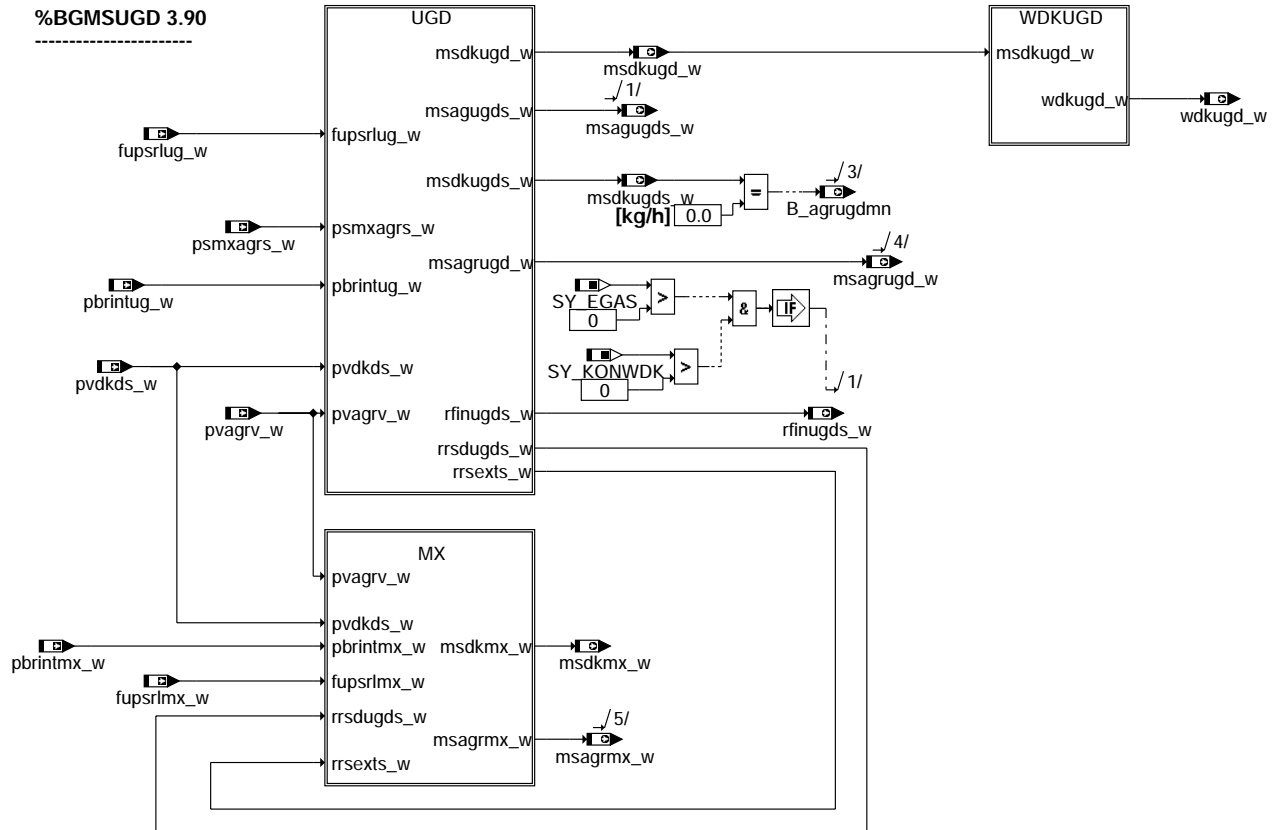 %BGMSUGD 3.90
----------------------
UGD
WDKUGD
msdkugd_w
msdkugd_w
msdkugd_w
wdkugd_w
wdkugd_w
/1/
msagugds_w
msagugds_w
fupsrlug_w
fupsrlug_w
msdkugds_w
msdkugds_w
=
/3/
B_agrugdmn
[kg/h]
0.0
psmxagrs_w
psmxagrs_w
msagrugd_w
/4/
msagrugd_w
pbrintug_w
pbrintug_w
SY_EGAS
>
0
&
IF
pvdkds_w
pvdkds_w
SY_KONWDK
>
0
/1/
pvagrv_w
pvagrv_w
rfinugds_w
rfinugds_w
rrsdugds_w
rrsexts_w
MX
pvagrv_w
pvdkds_w
pbrintmx_w
pbrintmx_w
msdkmx_w
msdkmx_w
fupsrlmx_w
fupsrlmx_w
rrsdugds_w
/5/
msagrmx_w
msagrmx_w
rrsexts_w